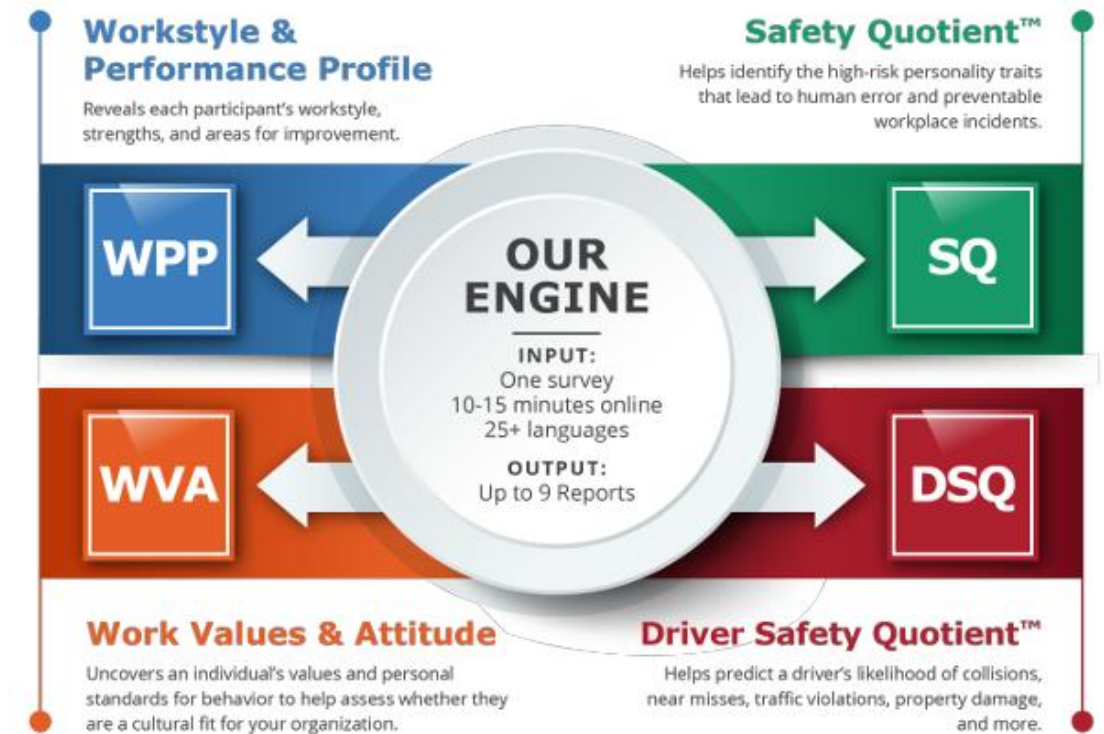 Workstyle &
Performance Profile
Reveals each participant's workstyle,
strengths, and areas for improvement.
Safety Quotient™
Helps identify the high-risk personality traits
that lead to human error and preventable
workplace incidents.
WPP
SQ
OUR
ENGINE
INPUT:
One survey
10-15 minutes online
25+ languages
OUTPUT:
Up to 9 Reports
WVA
DSQ
Work Values & Attitude
Uncovers an individual's values and personal
standards for behavior to help assess whether they
are a cultural fit for your organization.
Driver Safety Quotient™
Helps predict a driver's likelihood of collisions,
near misses, traffic violations, property damage,
and more.